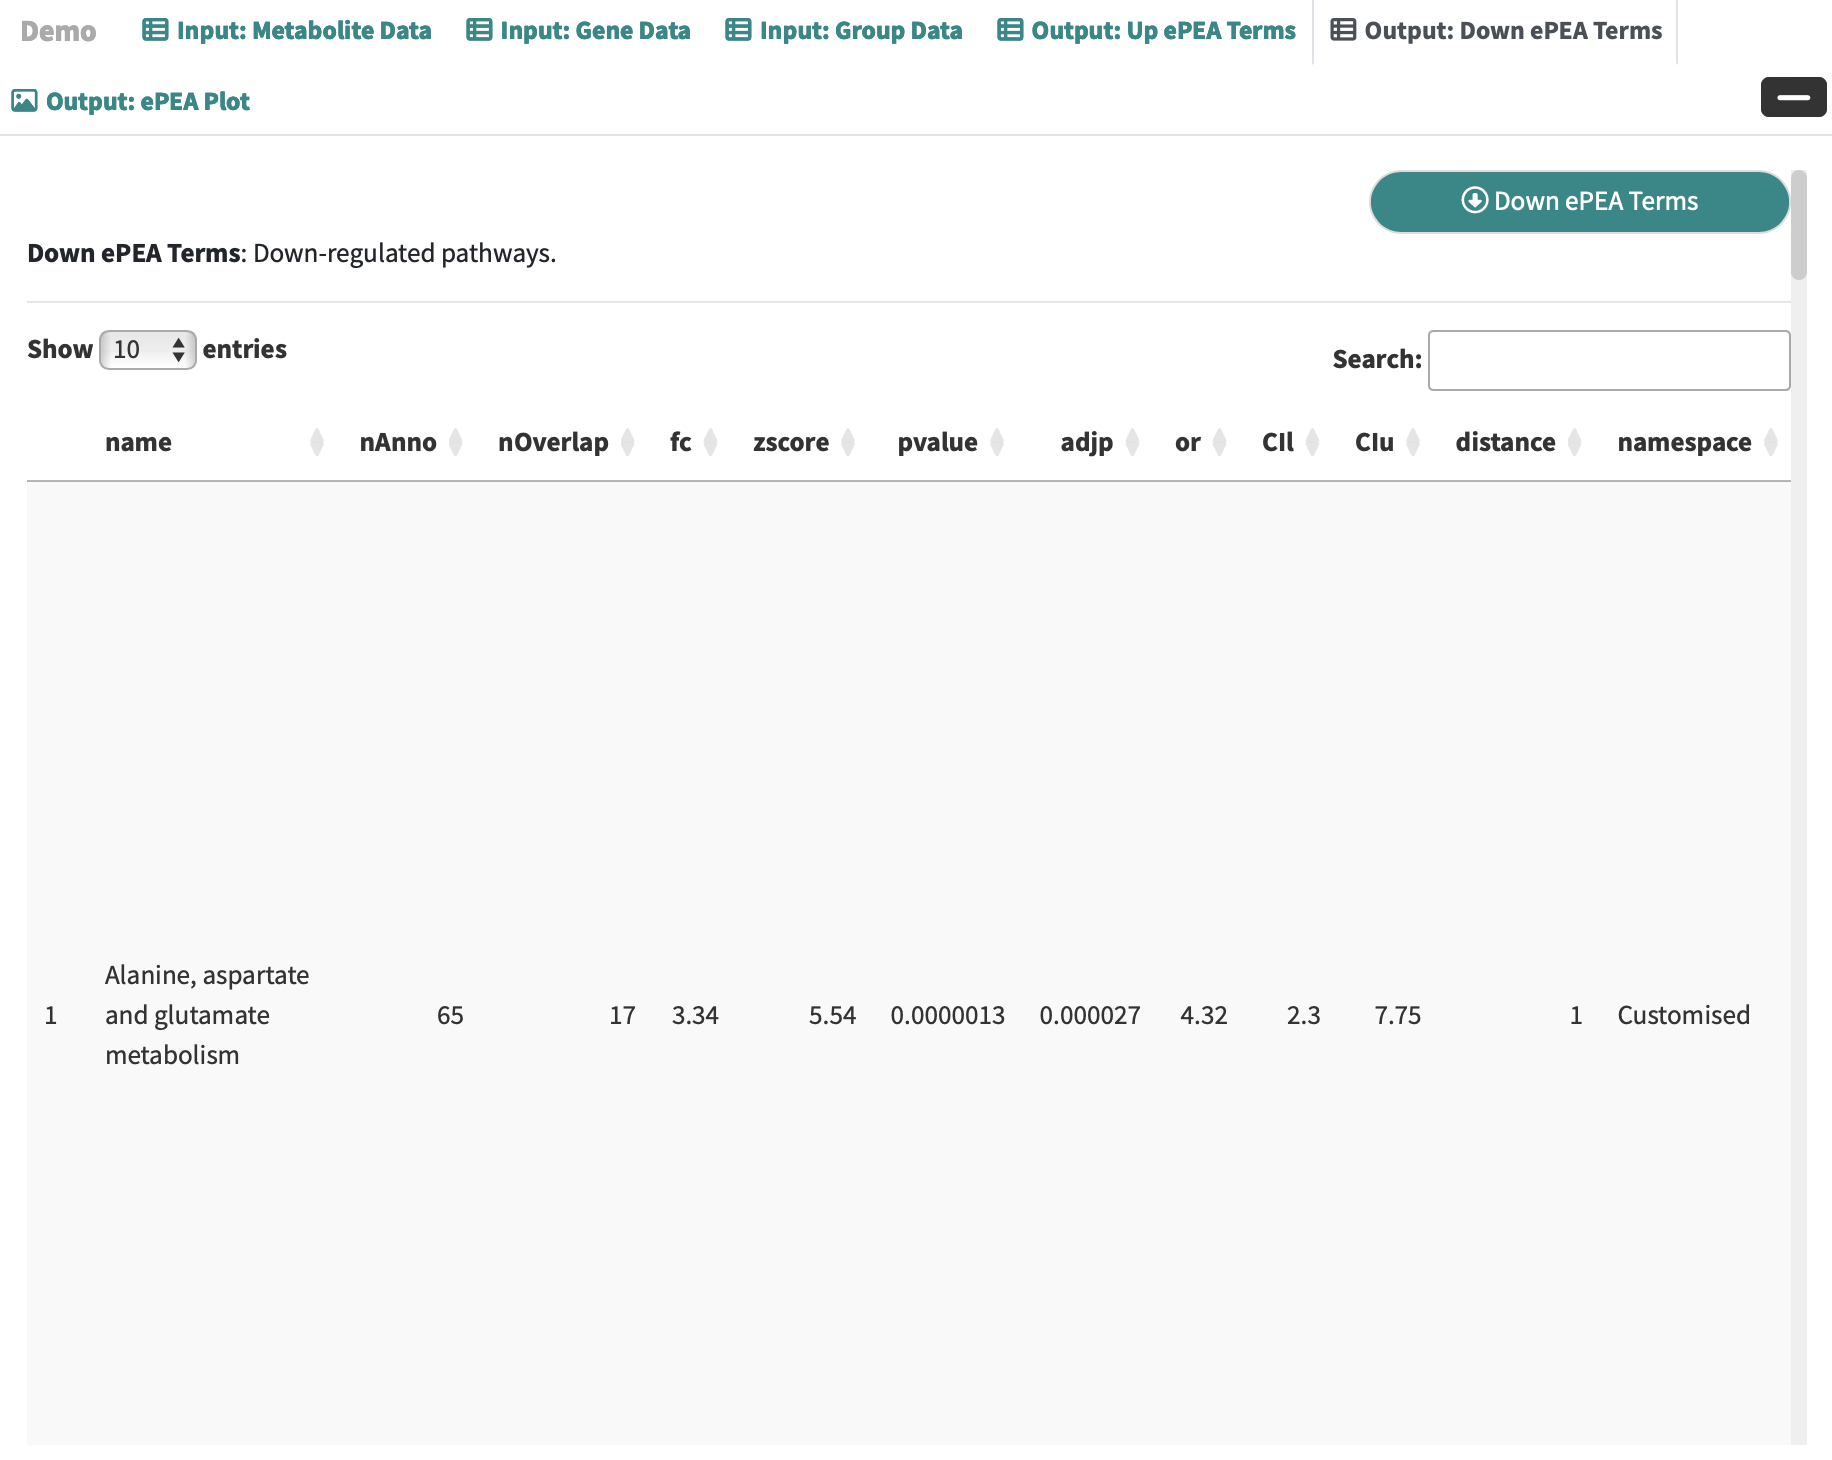 Demo Input: Metabolite Data Input: Gene Data Input: Group Data Output: Up ePEA Terms Output: Down ePEA Terms
Output: ePEA Plot
Down ePEA Terms
Down ePEA Terms: Down-regulated pathways.
Show 10 entries Search:
name nAnno nOverlap fc zscore pvalue adjp or CIl CIu distance namespace
Alanine, aspartate
1 and glutamate 65 17 3.34 5.54 0.0000013 0.000027 4.32 2.3 7.75 1 Customised
metabolism